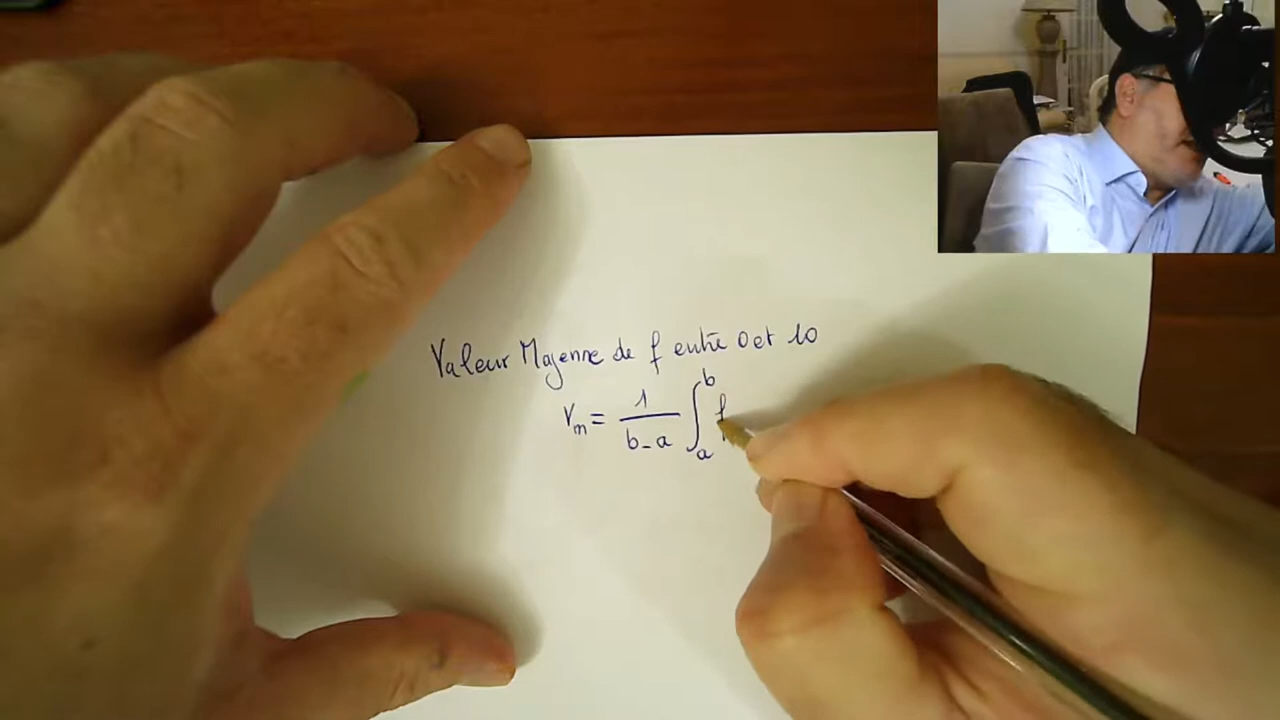 Valeur Moyenne de f entre 0 et 10
Vm = 1/(b-a) ∫_a^b f